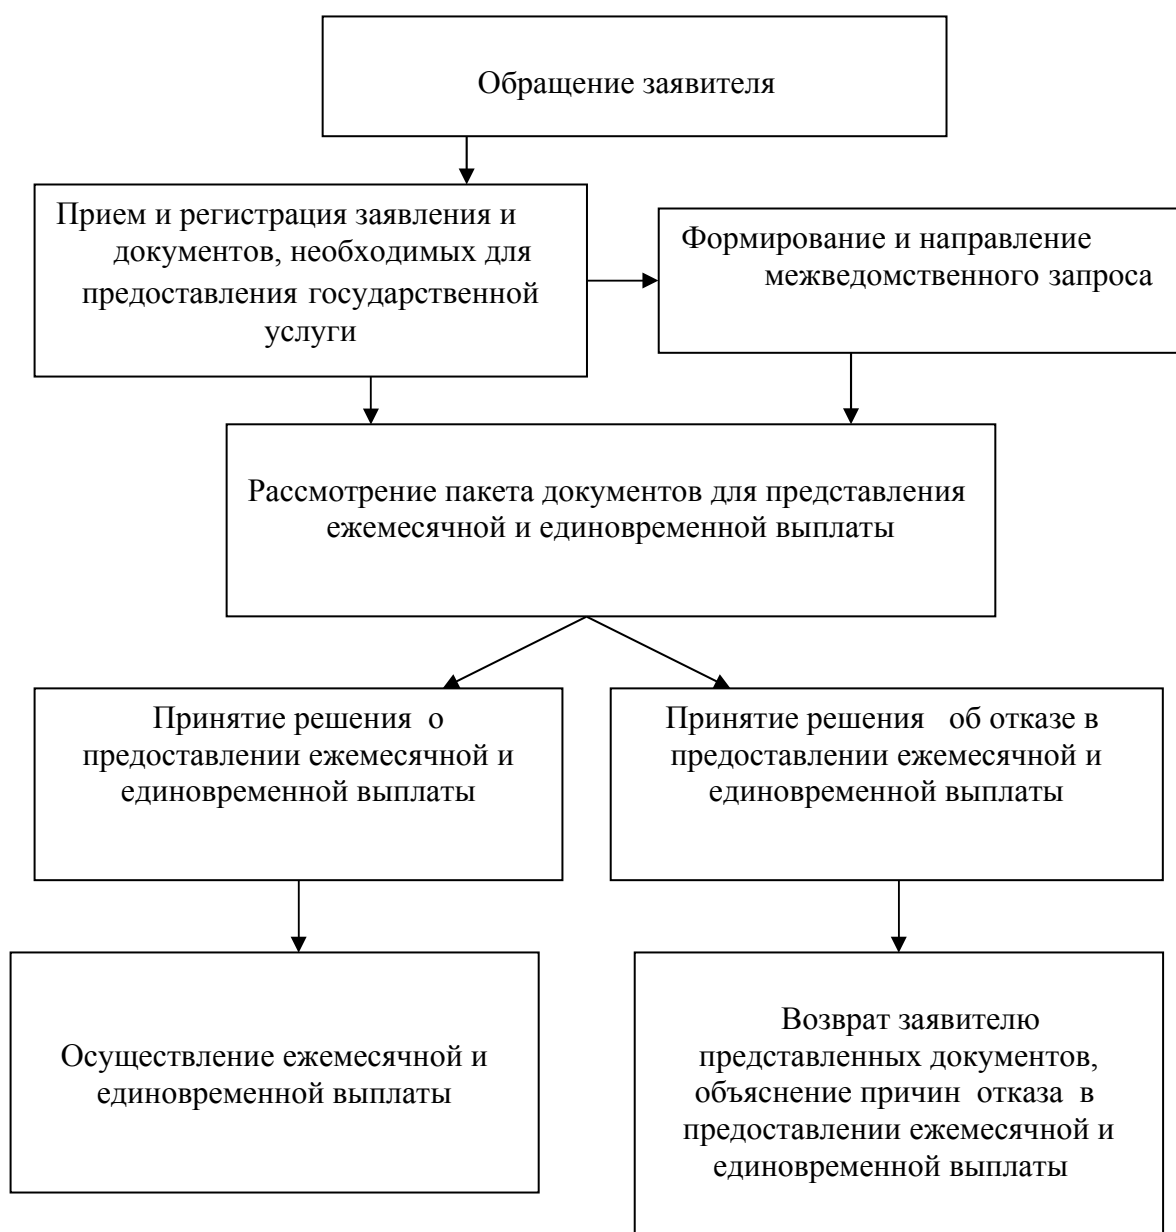 Обращение заявителя
Прием и регистрация заявления и
документов, необходимых для
предоставления государственной
услуги
Формирование и направление
межведомственного запроса
Рассмотрение пакета документов для представления
ежемесячной и единовременной выплаты
Принятие решения о
предоставлении ежемесячной и
единовременной выплаты
Принятие решения об отказе в
предоставлении ежемесячной и
единовременной выплаты
Осуществление ежемесячной и
единовременной выплаты
Возврат заявителю
представленных документов,
объяснение причин отказа в
предоставлении ежемесячной и
единовременной выплаты